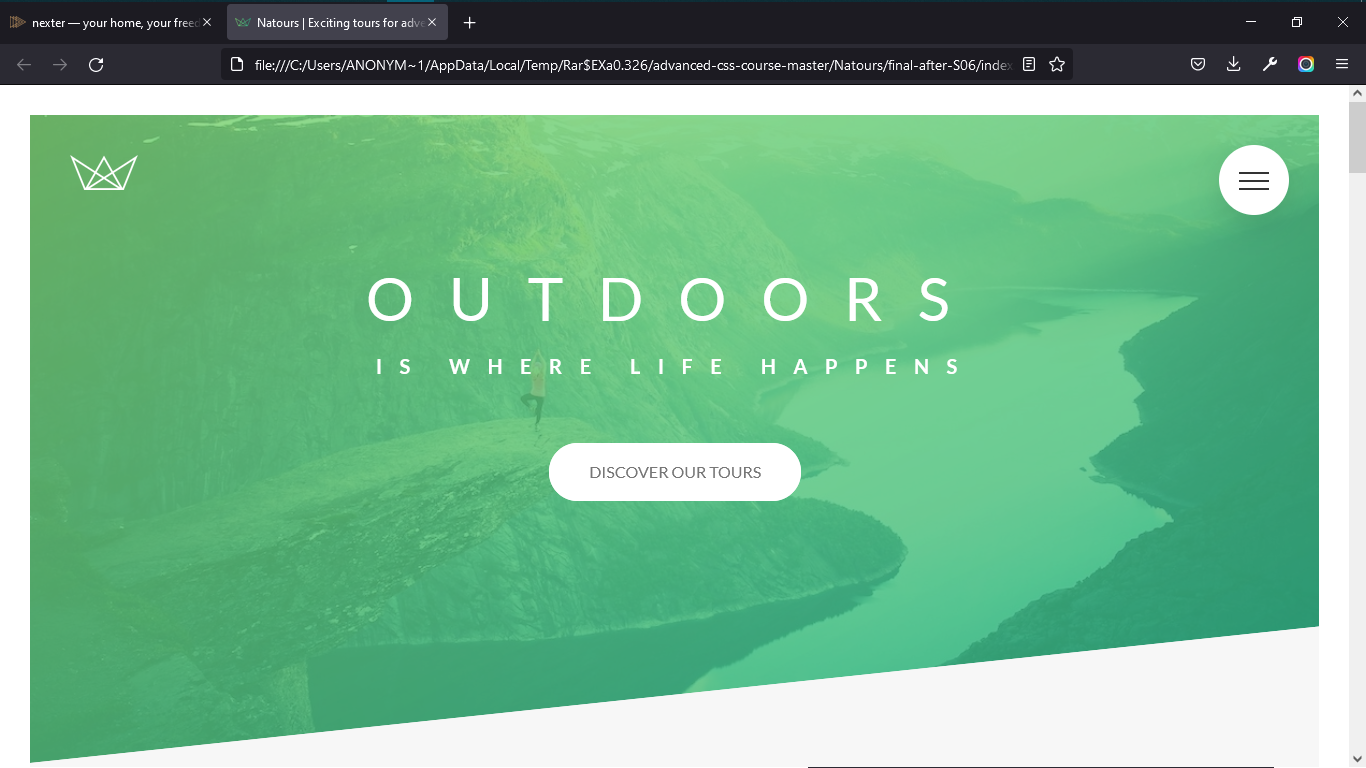 nexter — your home, your freed
Natours | Exciting tours for adve
file:///C:/Users/ANONYM~1/AppData/Local/Temp/Rar$EXa0.326/advanced-css-course-master/Natours/final-after-S06/index
OUTDOORS
IS WHERE LIFE HAPPENS
DISCOVER OUR TOURS